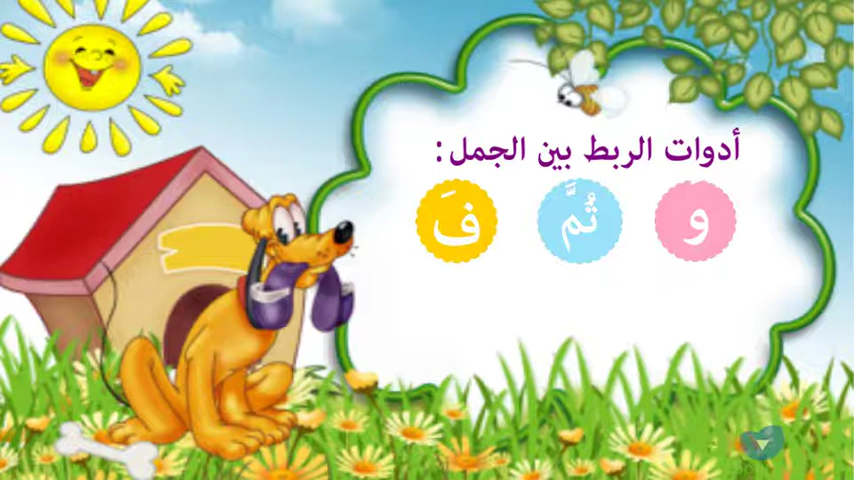 أدوات الربط بين الجمل:
و ثُمَّ فَ